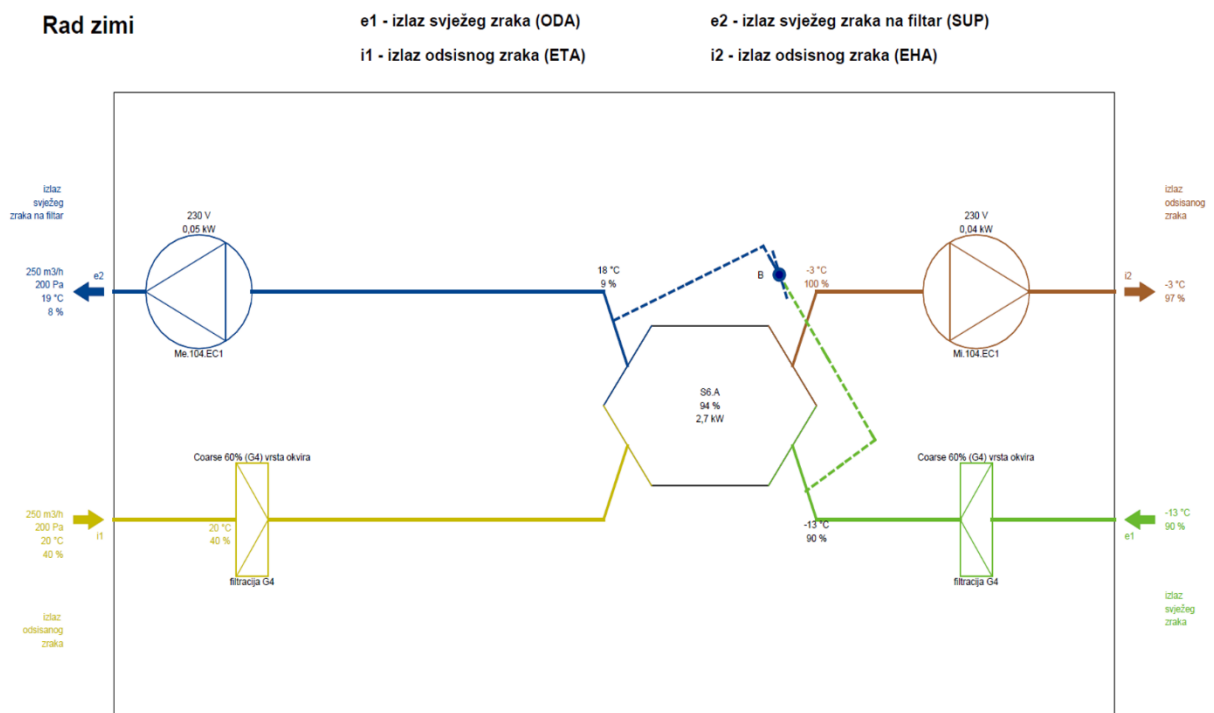 Rad zimi
e1 - izlaz svježeg zraka (ODA)
e2 - izlaz svježeg zraka na filtar (SUP)
i1 - izlaz odsisnog zraka (ETA)
i2 - izlaz odsisnog zraka (EHA)
izlaz
svježeg
zraka na filtar
230 V
0,05 kW
230 V
0,04 kW
izlaz
odsisanog
zraka
250 m3/h
200 Pa
19 °C
8 %
e2
18 °C
9 %
B
-3 °C
100 %
i2
-3 °C
97 %
Me.104.EC1
Mi.104.EC1
S6.A
94 %
2,7 kW
Coarse 60% (G4) vrsta okvira
Coarse 60% (G4) vrsta okvira
250 m3/h
200 Pa
20 °C
40 %
i1
20 °C
40 %
-13 °C
90 %
-13 °C
90 %
e1
filtracija G4
filtracija G4
izlaz
odsisanog
zraka
izlaz
svježeg
zraka